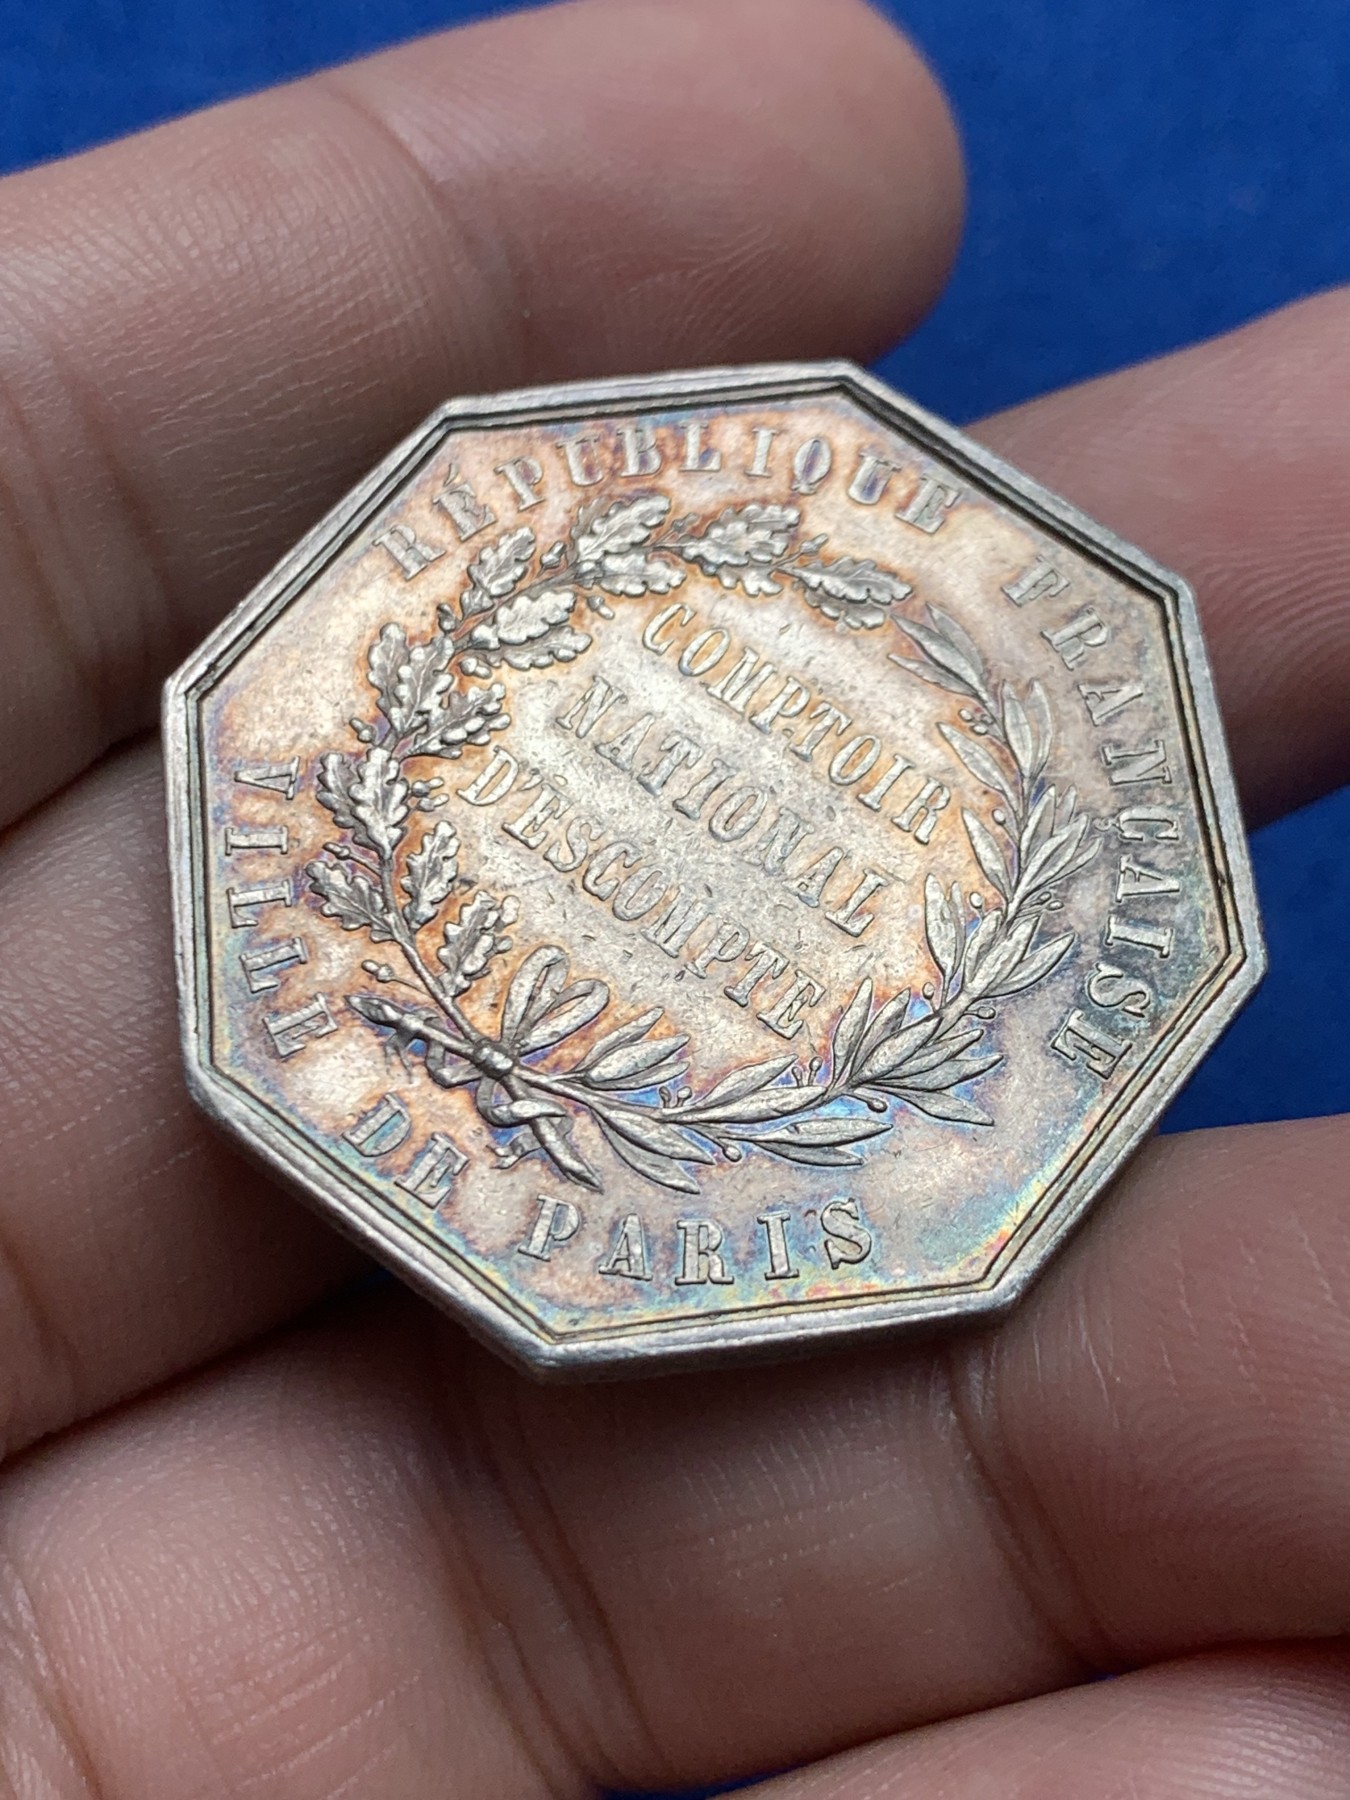 RÉPUBLIQUE FRANÇAISE
COMPTOIR
NATIONAL
D'ESCOMPTE
VILLE DE PARIS